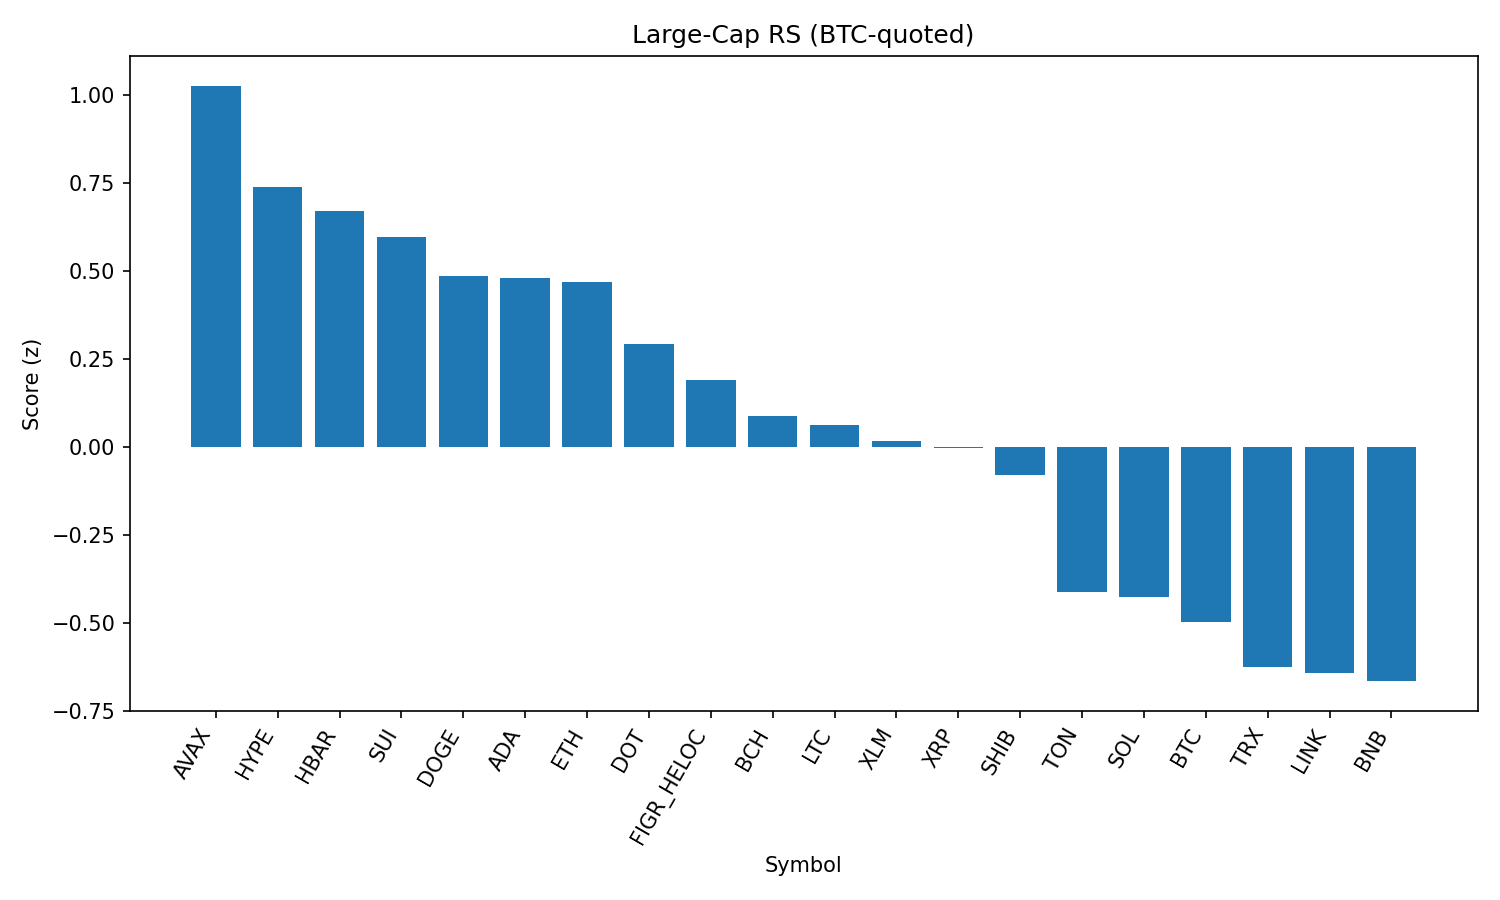 Large-Cap RS (BTC-quoted)
Score (z)
1.00
0.75
0.50
0.25
0.00
−0.25
−0.50
−0.75
AVAX
HYPE
HBAR
SUI
DOGE
ADA
ETH
DOT
FIGR_HELOC
BCH
LTC
XLM
XRP
SHIB
TON
SOL
BTC
TRX
LINK
BNB
Symbol